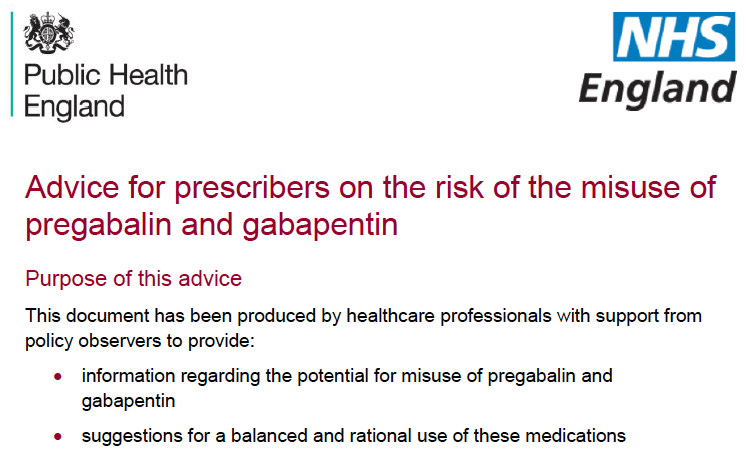 Public Health
England
NHS
England
Advice for prescribers on the risk of the misuse of
pregabalin and gabapentin
Purpose of this advice
This document has been produced by healthcare professionals with support from
policy observers to provide:
• information regarding the potential for misuse of pregabalin and
gabapentin
• suggestions for a balanced and rational use of these medications